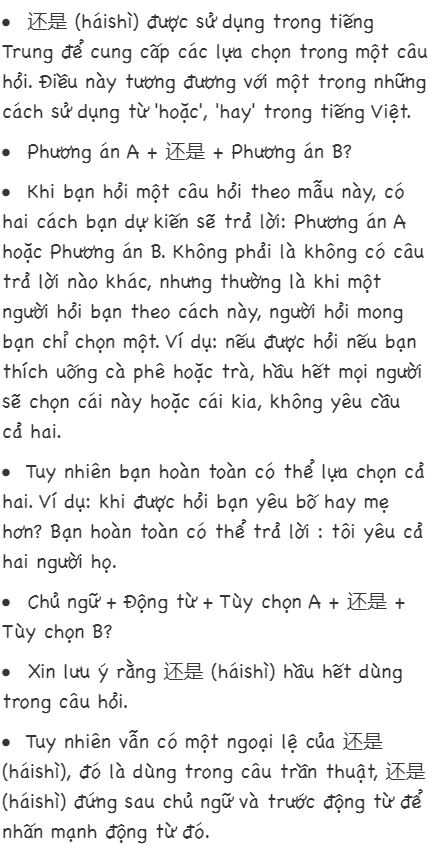 • 还是 (háishì) được sử dụng trong tiếng
Trung để cung cấp các lựa chọn trong một câu
hỏi. Điều này tương đương với một trong những
cách sử dụng từ 'hoặc', 'hay' trong tiếng Việt.
• Phương án A + 还是 + Phương án B?
• Khi bạn hỏi một câu hỏi theo mẫu này, có
hai cách bạn dự kiến sẽ trả lời: Phương án A
hoặc Phương án B. Không phải là không có câu
trả lời nào khác, nhưng thường là khi một
người hỏi bạn theo cách này, người hỏi mong
bạn chỉ chọn một. Ví dụ: nếu được hỏi nếu bạn
thích uống cà phê hoặc trà, hầu hết mọi người
sẽ chọn cái này hoặc cái kia, không yêu cầu
cả hai.
• Tuy nhiên bạn hoàn toàn có thể lựa chọn cả
hai. Ví dụ: khi được hỏi bạn yêu bố hay mẹ
hơn? Bạn hoàn toàn có thể trả lời : tôi yêu cả
hai người họ.
• Chủ ngữ + Động từ + Tùy chọn A + 还是 +
Tùy chọn B?
• Xin lưu ý rằng 还是 (háishì) hầu hết dùng
trong câu hỏi.
• Tuy nhiên vẫn có một ngoại lệ của 还是
(háishì), đó là dùng trong câu trần thuật, 还是
(háishì) đứng sau chủ ngữ và trước động từ để
nhấn mạnh động từ đó.